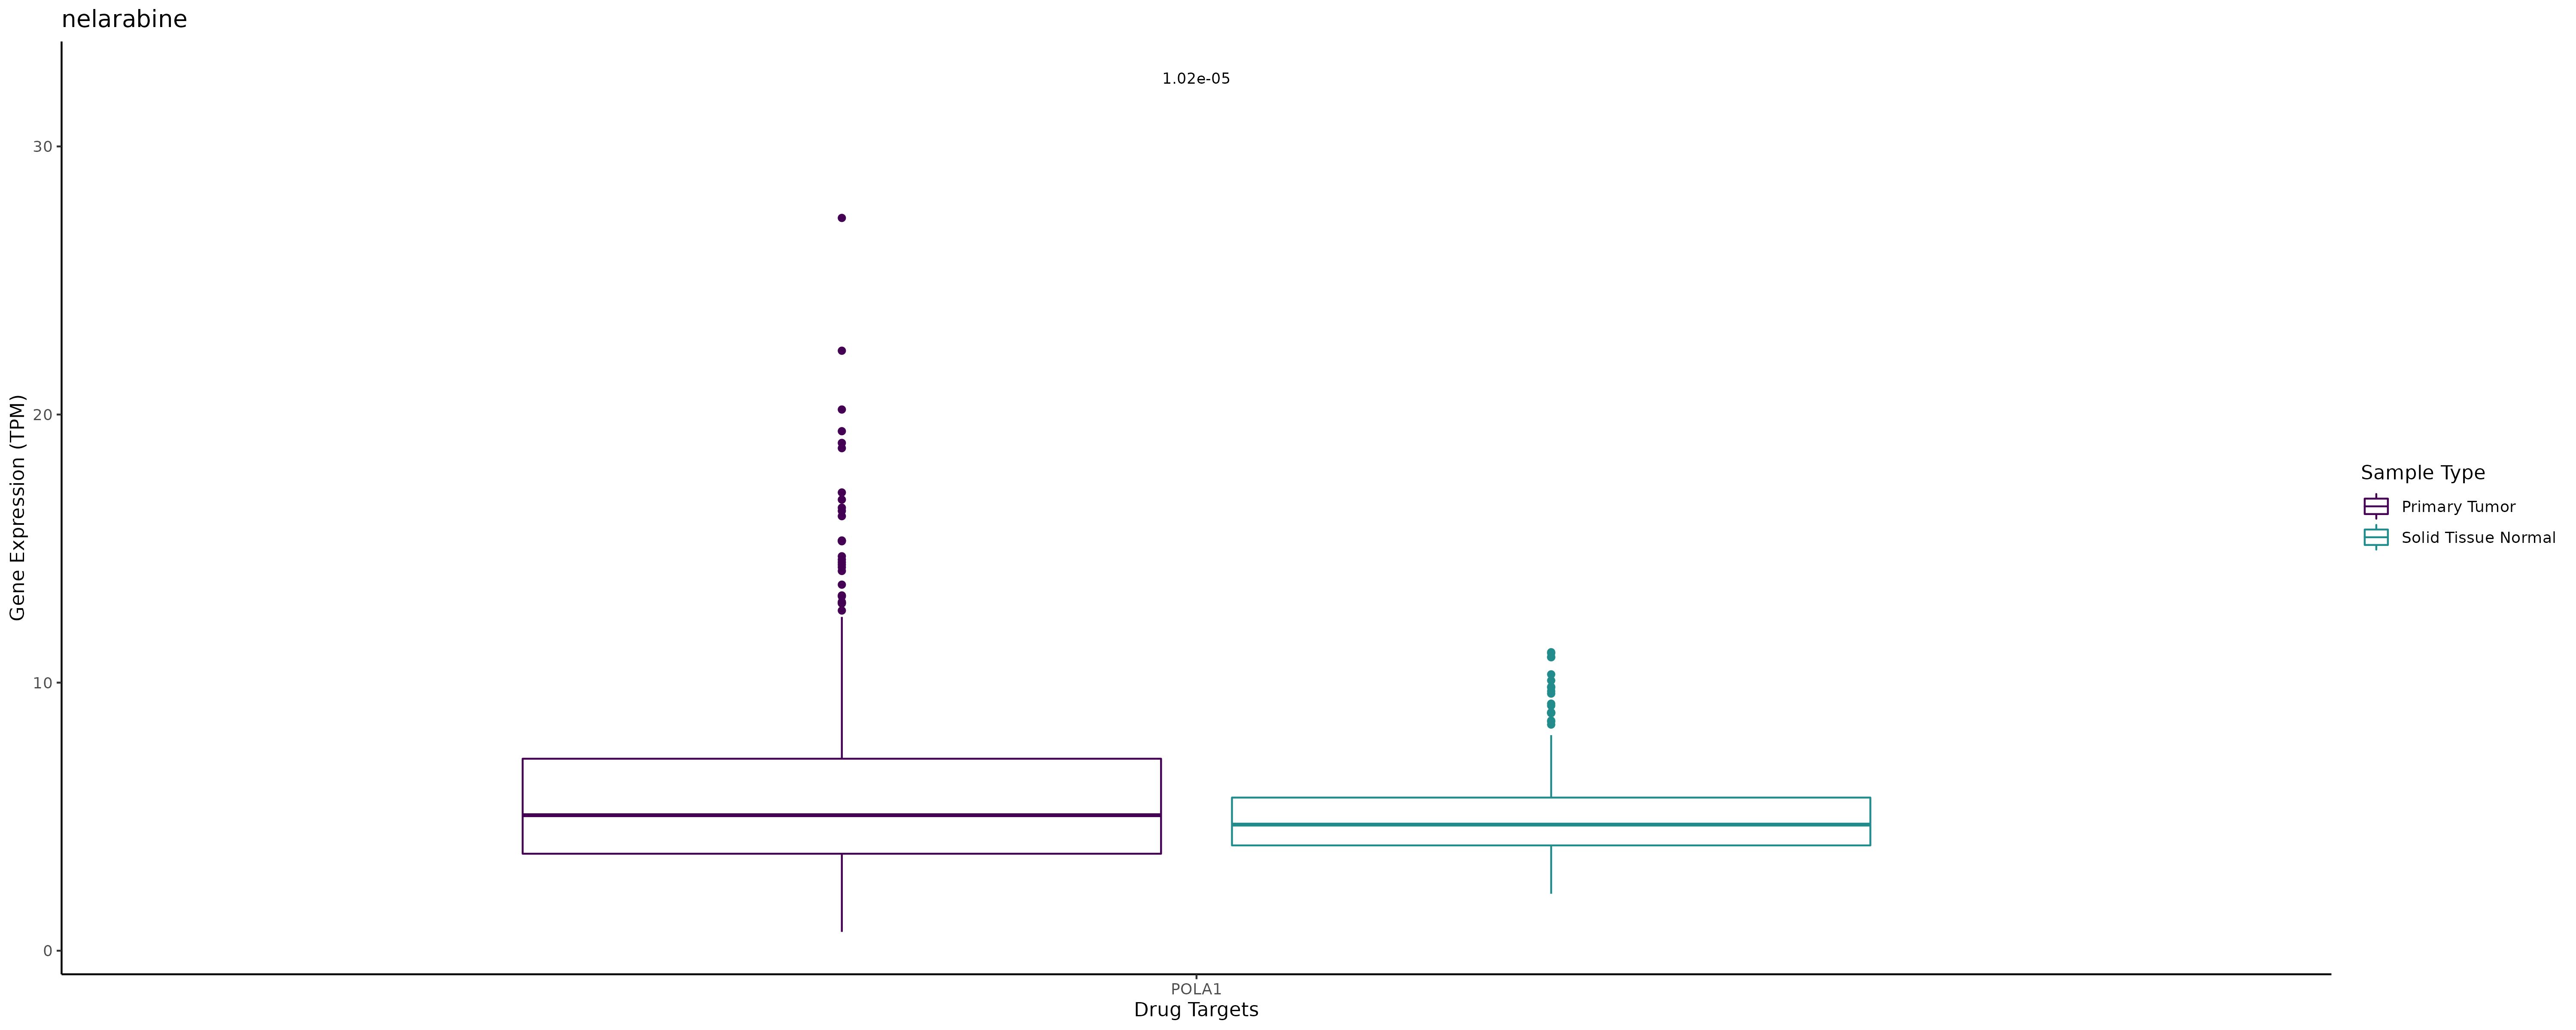 nelarabine
1.02e-05
30
20
10
0
Gene Expression (TPM)
POLA1
Drug Targets
Sample Type
Primary Tumor
Solid Tissue Normal